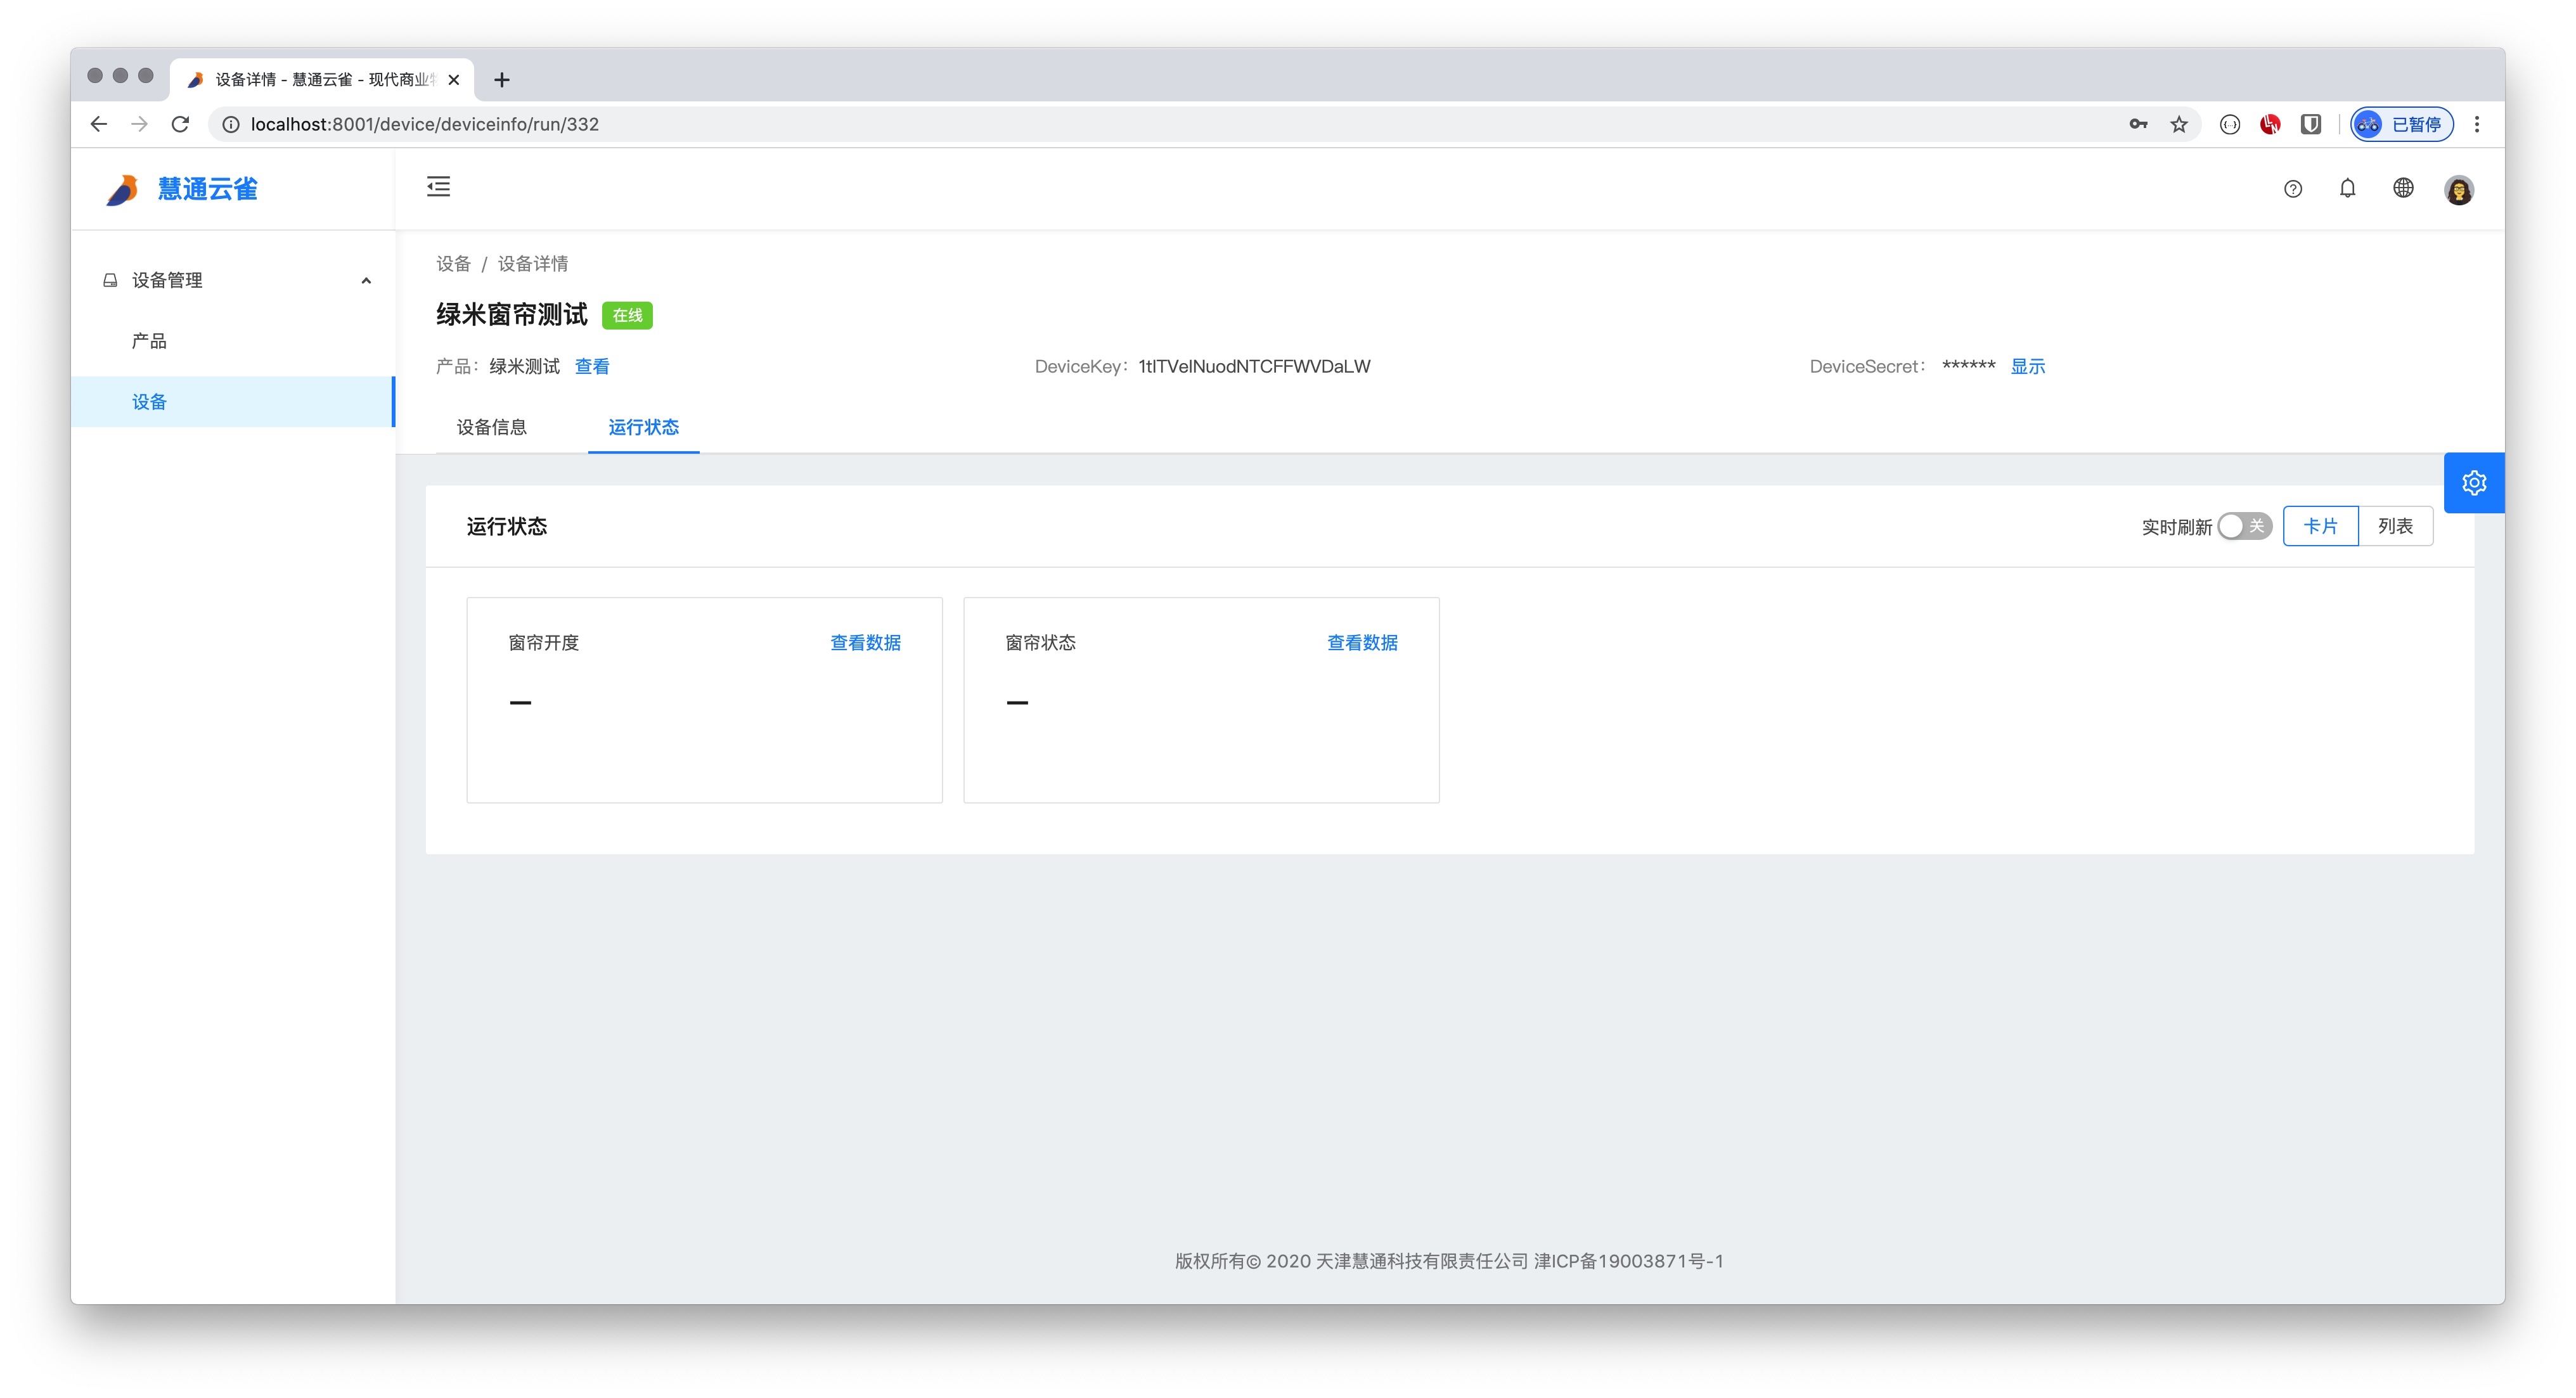 设备详情 - 慧通云雀 - 现代商业
localhost:8001/device/deviceinfo/run/332
已暂停
慧通云雀
设备管理
产品
设备
设备 / 设备详情
绿米窗帘测试 在线
产品：绿米测试 查看
DeviceKey：1tITVeINuodNTCFFWVDaLW
DeviceSecret： ****** 显示
设备信息 运行状态
运行状态
实时刷新 关 卡片 列表
窗帘开度 查看数据
–
窗帘状态 查看数据
–
版权所有© 2020 天津慧通科技有限责任公司 津ICP备19003871号-1